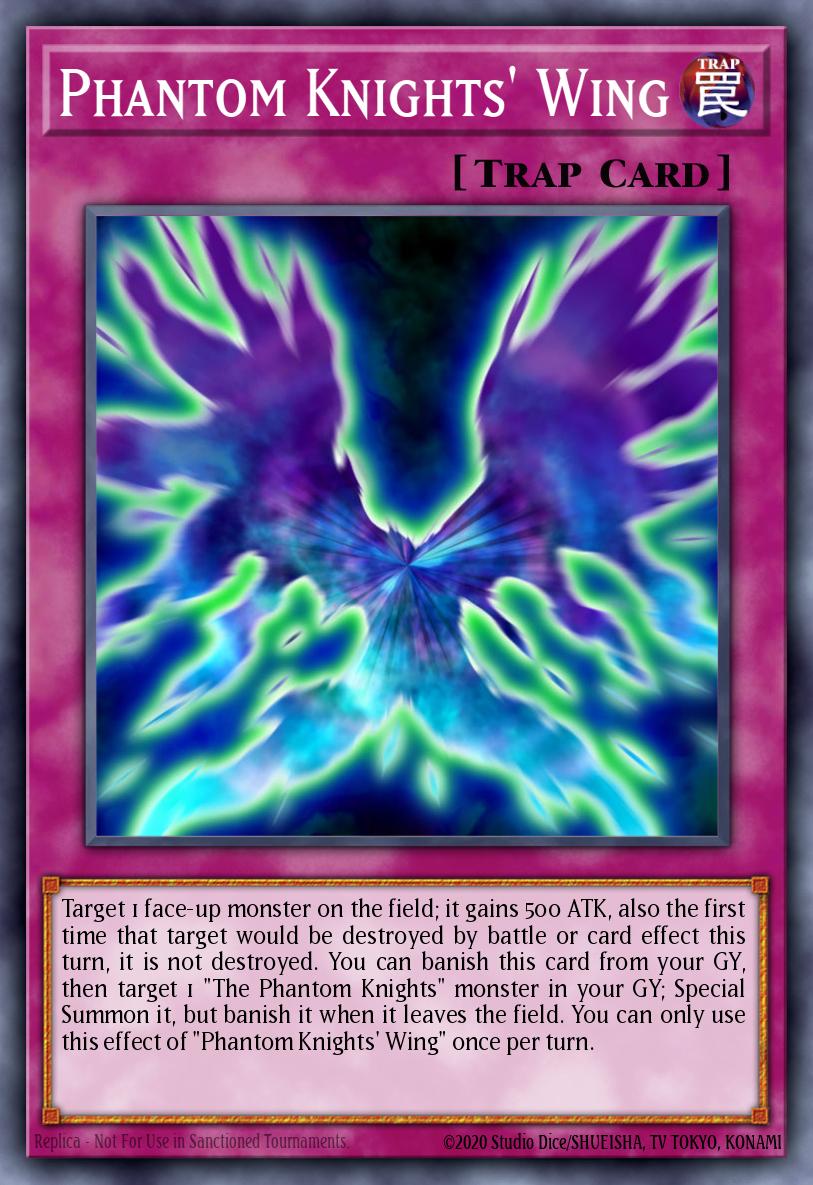 PHANTOM KNIGHTS' WING
TRAP
罠
[TRAP CARD]
Target 1 face-up monster on the field; it gains 500 ATK, also the first
time that target would be destroyed by battle or card effect this
turn, it is not destroyed. You can banish this card from your GY,
then target 1 "The Phantom Knights" monster in your GY; Special
Summon it, but banish it when it leaves the field. You can only use
this effect of "Phantom Knights' Wing" once per turn.
Replica - Not For Use in Sanctioned Tournaments.
©2020 Studio Dice/SHUEISHA, TV TOKYO, KONAMI